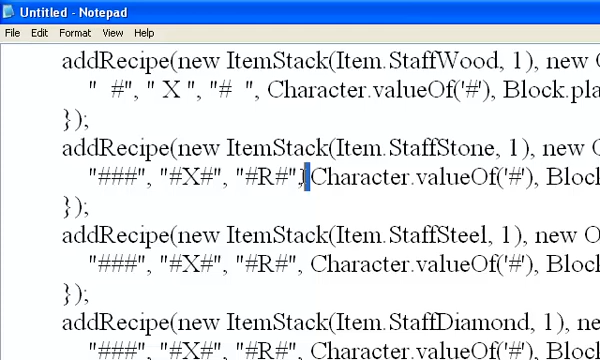 Untitled - Notepad
File Edit Format View Help
addRecipe(new ItemStack(Item.StaffWood, 1), new O
"  #", " X ", "#  ", Character.valueOf('#'), Block.pla
});
addRecipe(new ItemStack(Item.StaffStone, 1), new O
"###", "#X#", "#R#", Character.valueOf('#'), Block
});
addRecipe(new ItemStack(Item.StaffSteel, 1), new O
"###", "#X#", "#R#", Character.valueOf('#'), Block
});
addRecipe(new ItemStack(Item.StaffDiamond, 1), ne
"###", "#X#", "#R#", Character.valueOf('#'), Block